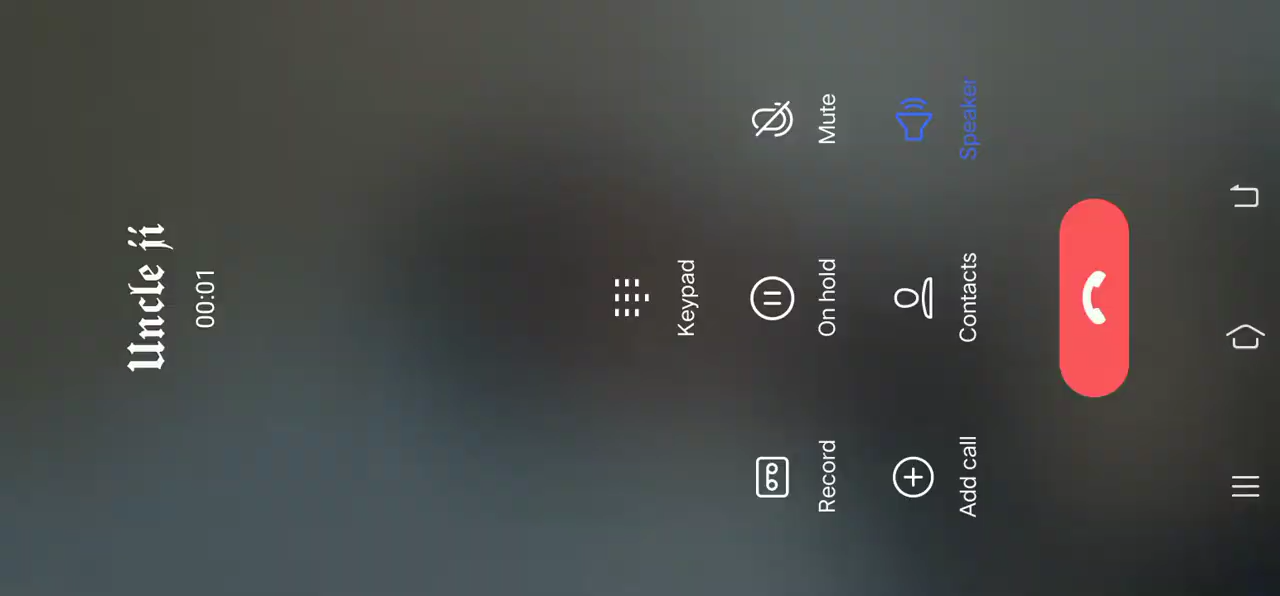 Uncle ji
00:01
Keypad
Record
On hold
Mute
Add call
Contacts
Speaker